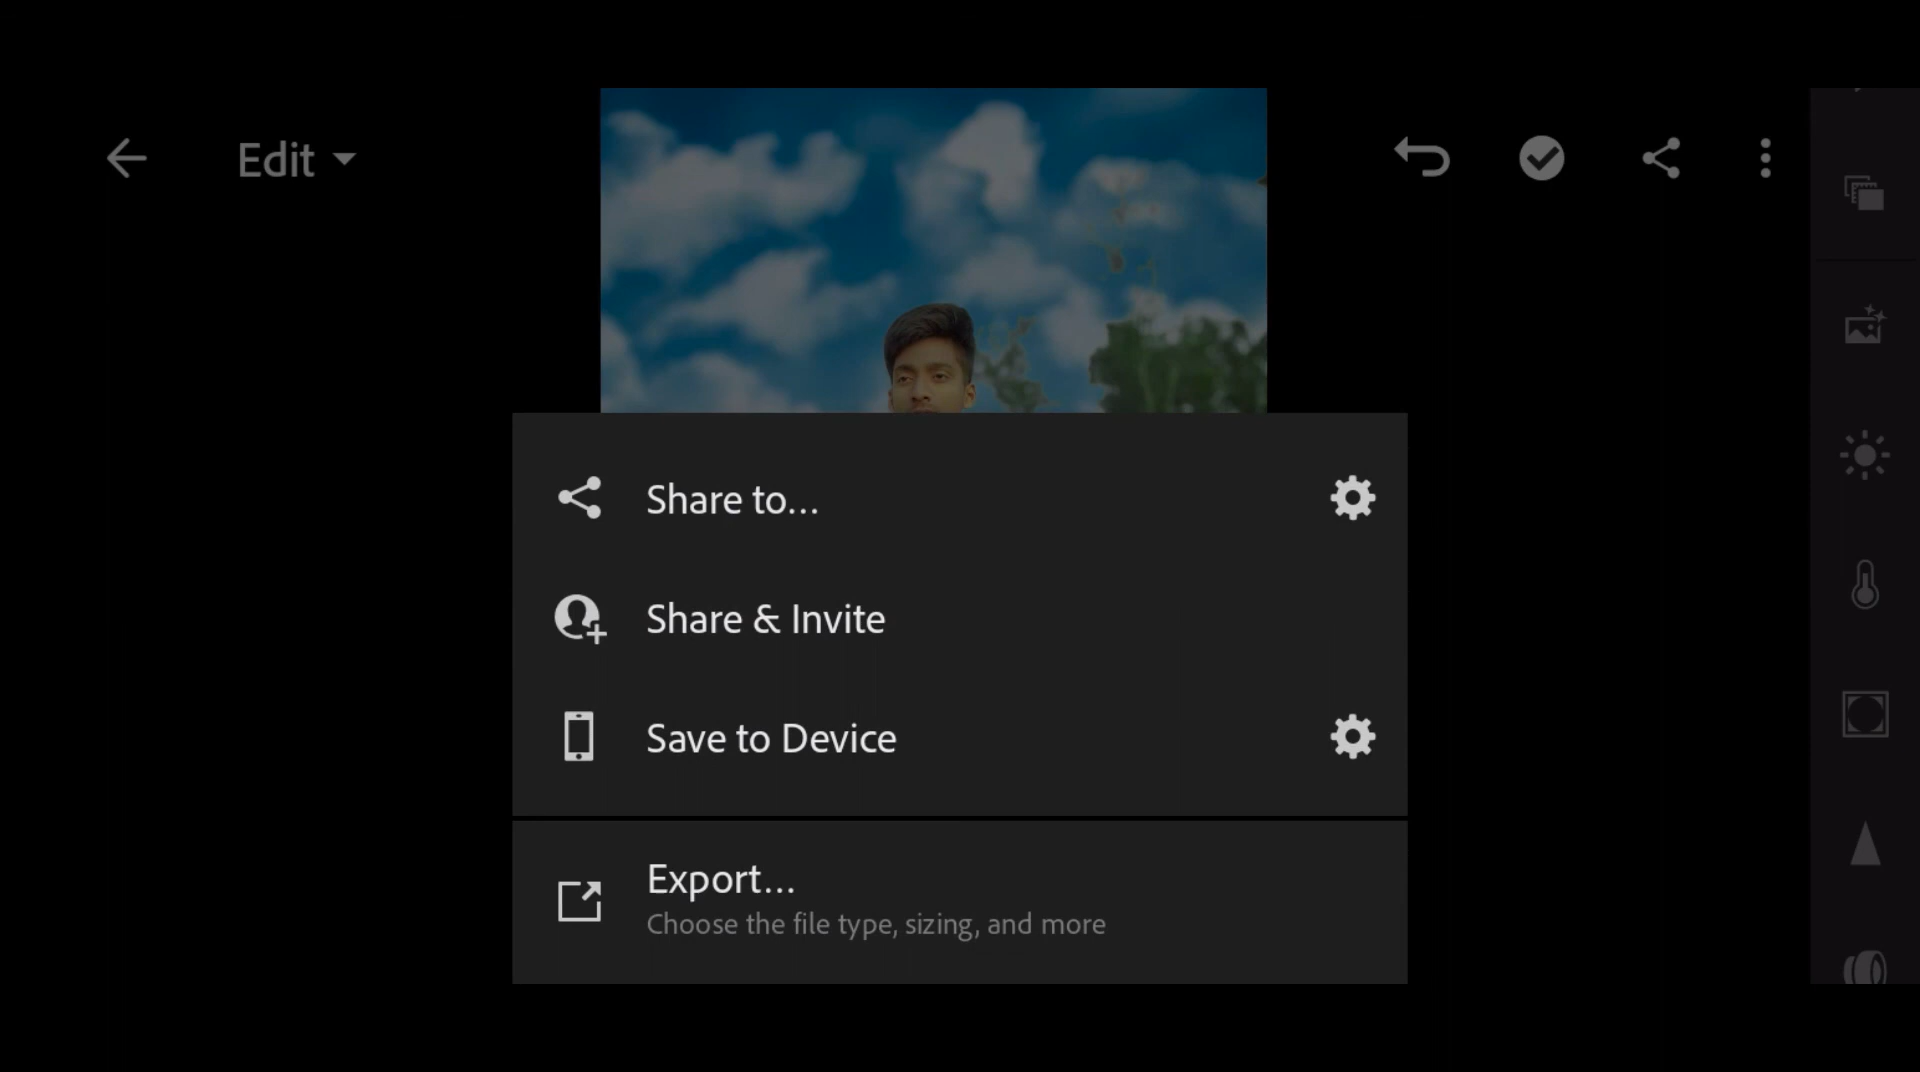 Edit
Share to...
Share & Invite
Save to Device
Export...
Choose the file type, sizing, and more